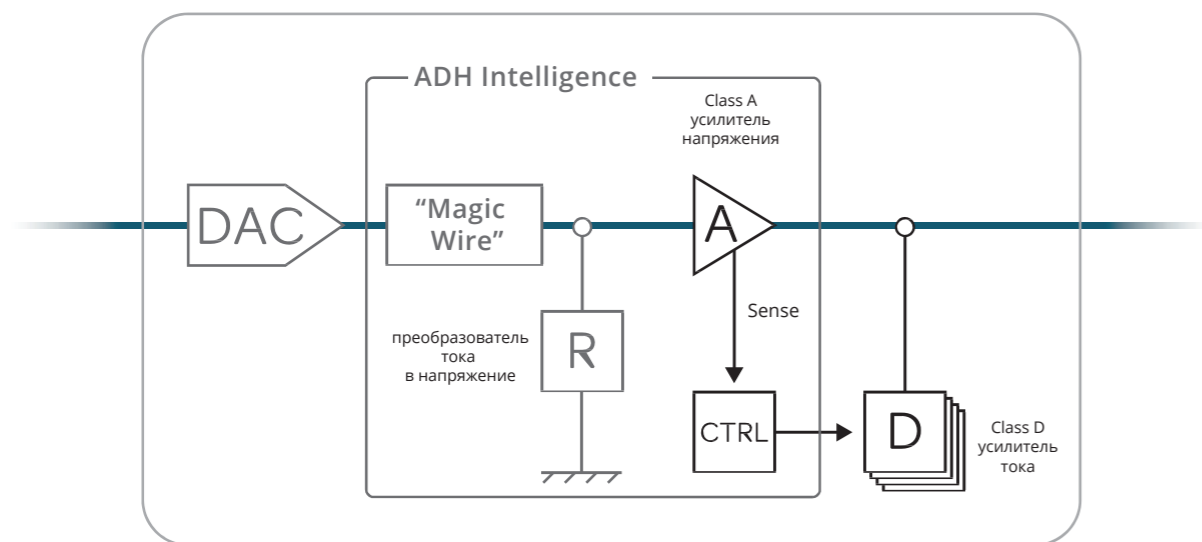 ADH Intelligence
Class A
усилитель
напряжения
DAC
“Magic
Wire”
A
преобразователь
тока
в напряжение
R
Sense
CTRL
D
Class D
усилитель
тока